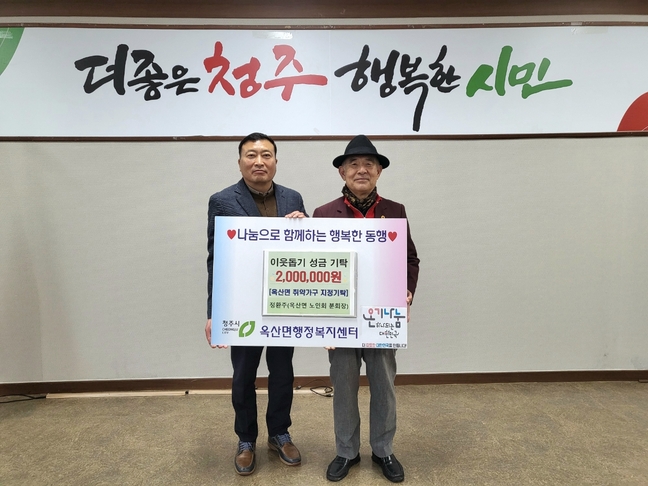 더 좋은 청주 행복한 시민
♥나눔으로 함께하는 행복한 동행♥
이웃돕기 성금 기탁
2,000,000원
[옥산면 취약가구 지정기탁]
정환주(옥산면 노인회 분회장)
청주시
옥산면행정복지센터
온기나눔
대한민국